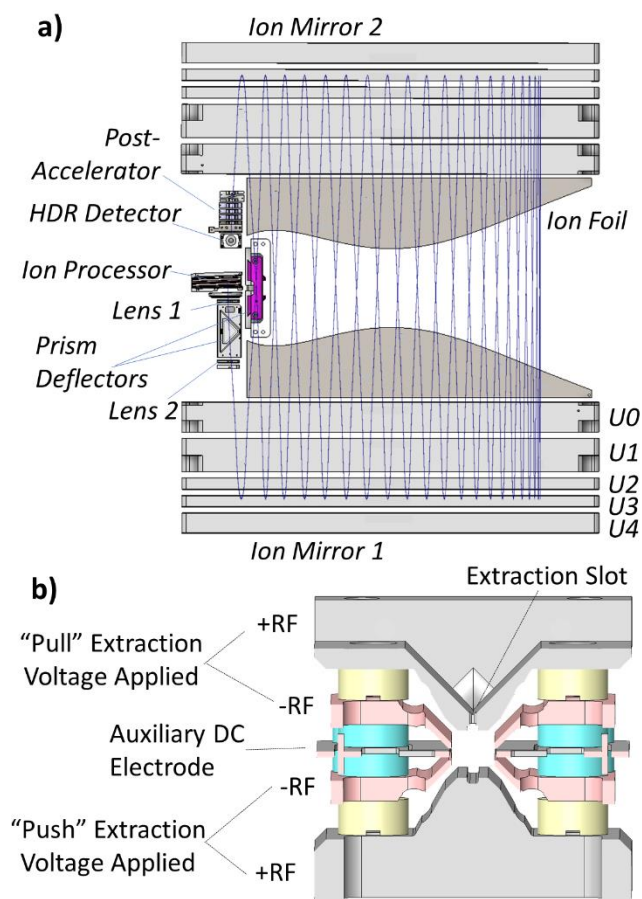 a)
Ion Mirror 2
Post-
Accelerator
HDR Detector
Ion Processor
Lens 1
Prism
Deflectors
Lens 2
Ion Foil
U0
U1
U2
U3
U4
Ion Mirror 1
b)
Extraction Slot
+RF
“Pull” Extraction
Voltage Applied
-RF
Auxiliary DC
Electrode
-RF
“Push” Extraction
Voltage Applied
+RF